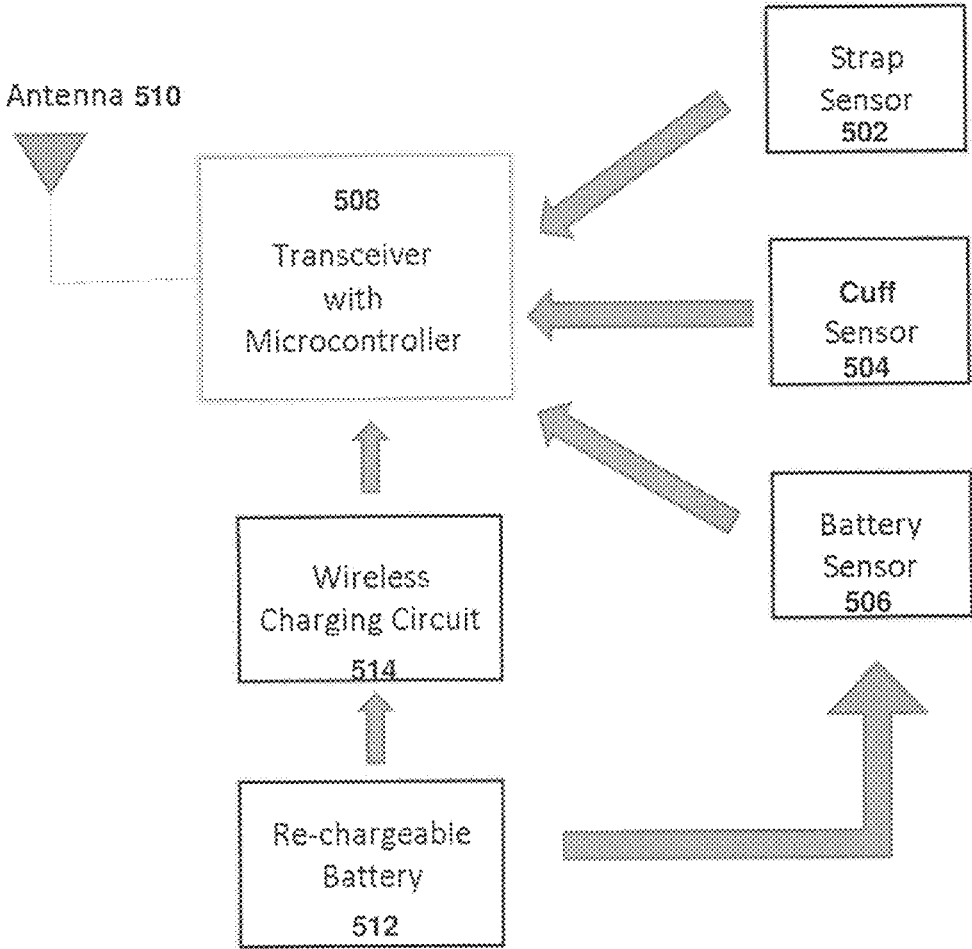 Antenna 510
508
Transceiver
with
Microcontroller
Strap
Sensor
502
Cuff
Sensor
504
Battery
Sensor
506
Wireless
Charging Circuit
514
Re-chargeable
Battery
512